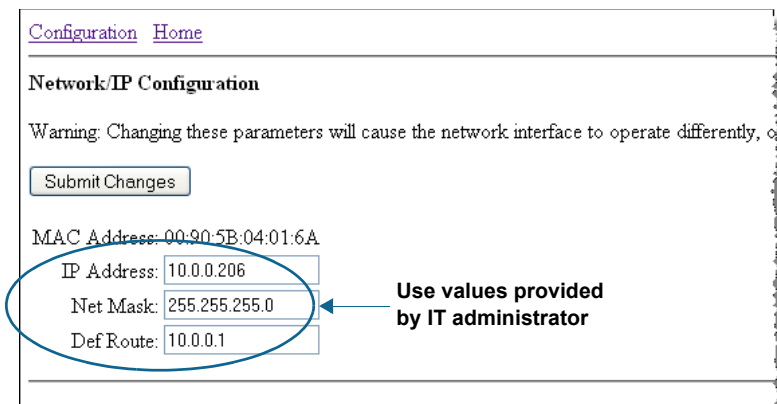 Configuration Home
Network/IP Configuration
Warning: Changing these parameters will cause the network interface to operate differently,
Submit Changes
MAC Address: 00:90:5B:04:01:6A
IP Address: 10.0.0.206
Net Mask: 255.255.255.0
Def Route: 10.0.0.1
Use values provided
by IT administrator